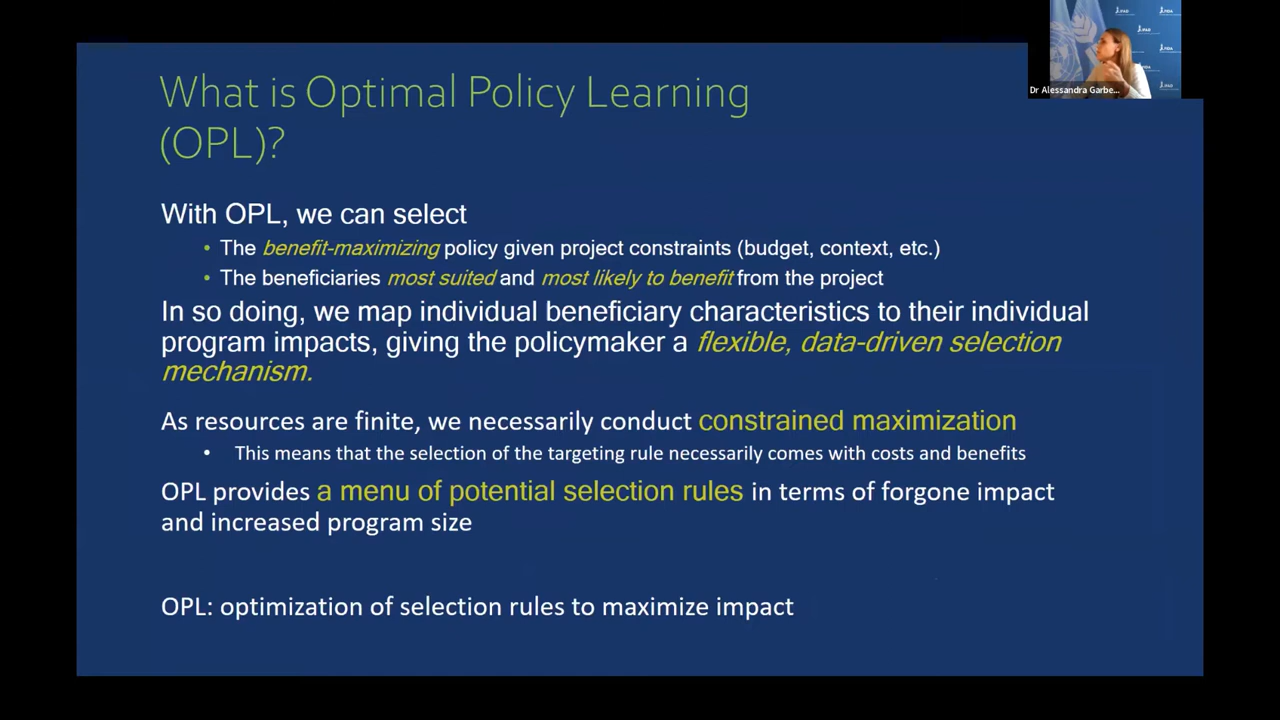 What is Optimal Policy Learning
(OPL)?
With OPL, we can select
• The benefit-maximizing policy given project constraints (budget, context, etc.)
• The beneficiaries most suited and most likely to benefit from the project
In so doing, we map individual beneficiary characteristics to their individual
program impacts, giving the policymaker a flexible, data-driven selection
mechanism.
As resources are finite, we necessarily conduct constrained maximization
• This means that the selection of the targeting rule necessarily comes with costs and benefits
OPL provides a menu of potential selection rules in terms of forgone impact
and increased program size
OPL: optimization of selection rules to maximize impact
Dr Alessandra Garbe...